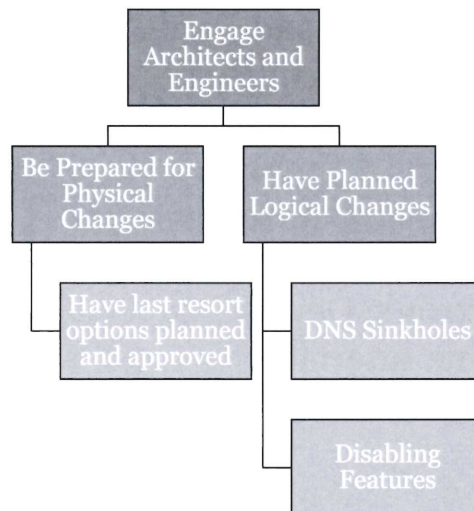 Engage
Architects and
Engineers
Be Prepared for
Physical
Changes
Have Planned
Logical Changes
Have last resort
options planned
and approved
DNS Sinkholes
Disabling
Features